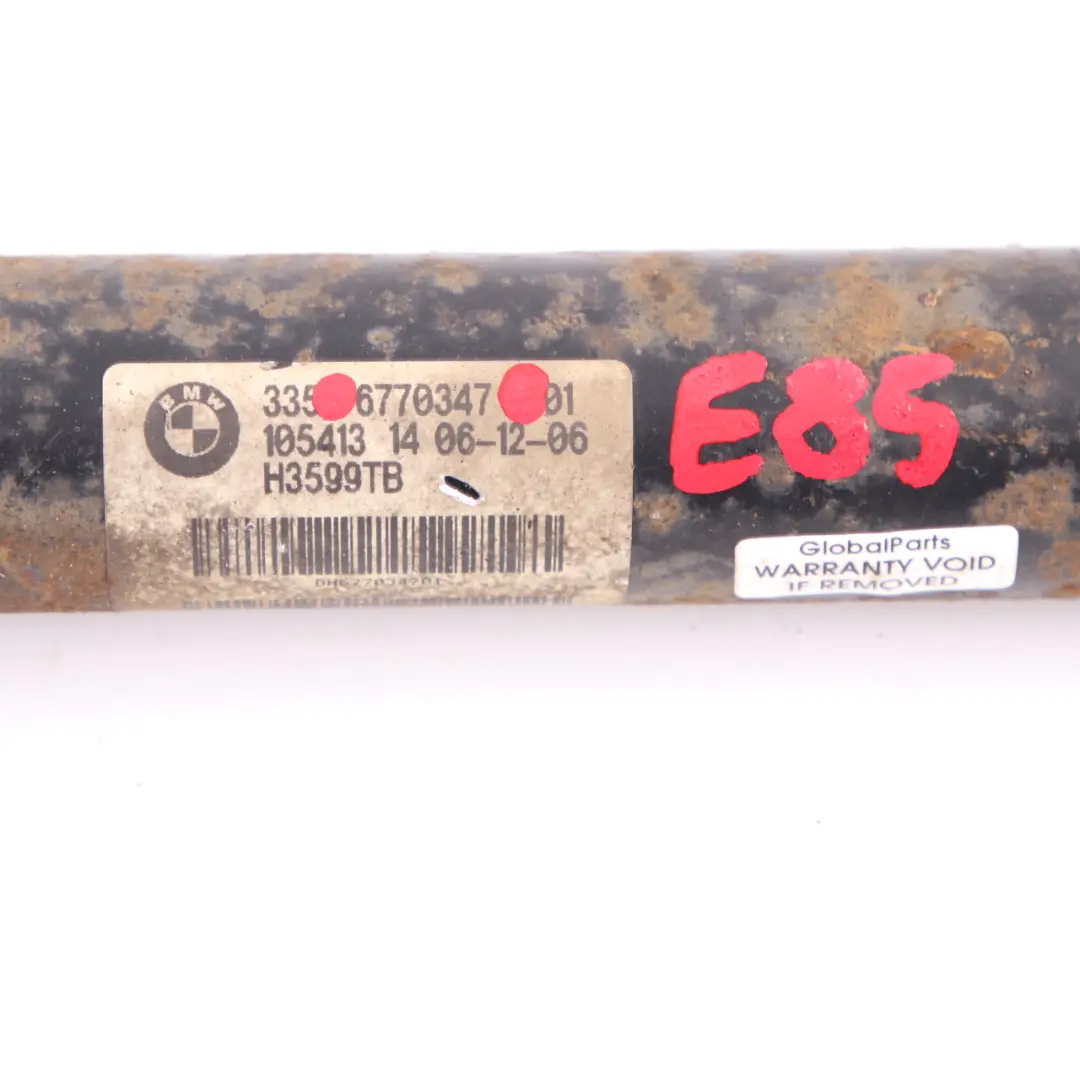 BMW
335 6770347 01
105413 14 06-12-06
H3599TB
E85
GlobalParts
WARRANTY VOID
IF REMOVED